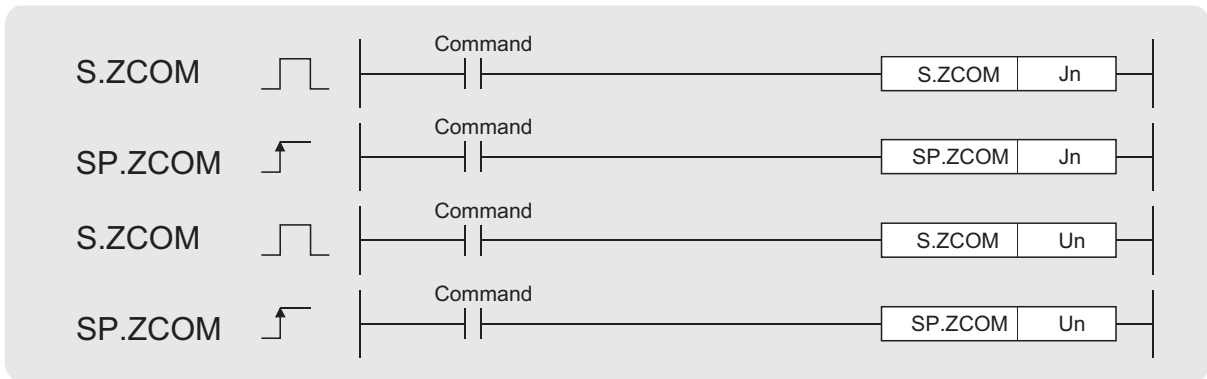 Command
S.ZCOM S.ZCOM Jn
Command
SP.ZCOM SP.ZCOM Jn
Command
S.ZCOM S.ZCOM Un
Command
SP.ZCOM SP.ZCOM Un